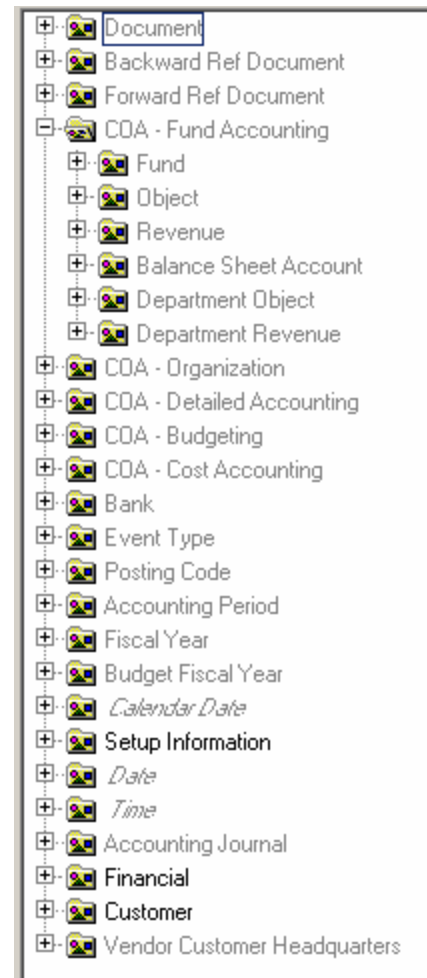 Document
Backward Ref Document
Forward Ref Document
COA - Fund Accounting
Fund
Object
Revenue
Balance Sheet Account
Department Object
Department Revenue
COA - Organization
COA - Detailed Accounting
COA - Budgeting
COA - Cost Accounting
Bank
Event Type
Posting Code
Accounting Period
Fiscal Year
Budget Fiscal Year
Calendar Date
Setup Information
Date
Time
Accounting Journal
Financial
Customer
Vendor Customer Headquarters